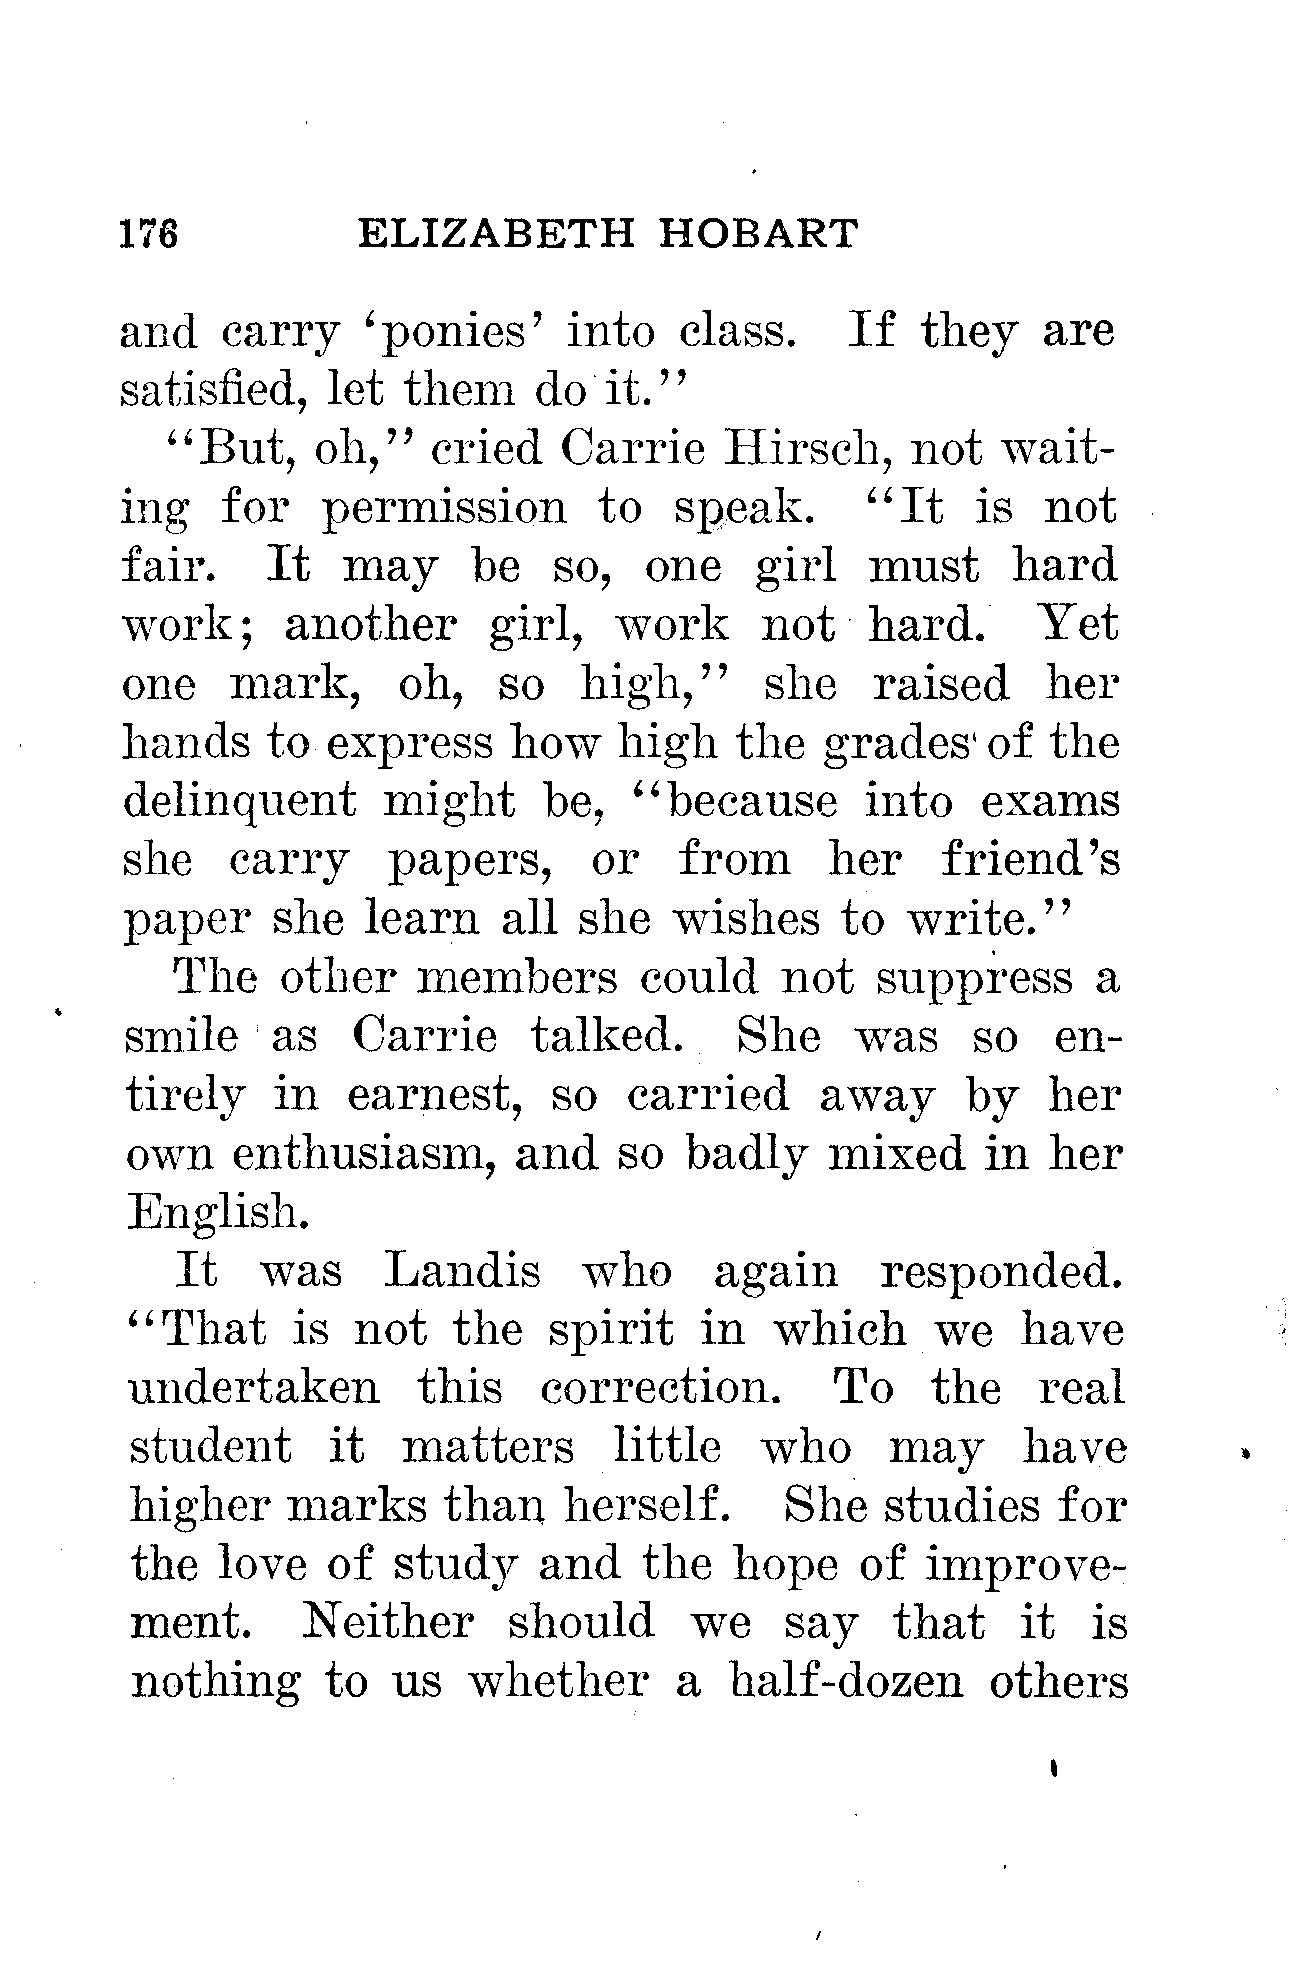 176 ELIZABETH HOBART
and carry ‘ponies’ into class. If they are
satisfied, let them do it.’’
‘‘But, oh,’’ cried Carrie Hirsch, not wait-
ing for permission to speak. ‘‘It is not
fair. It may be so, one girl must hard
work; another girl, work not hard. Yet
one mark, oh, so high,’’ she raised her
hands to express how high the grades of the
delinquent might be, ‘‘because into exams
she carry papers, or from her friend’s
paper she learn all she wishes to write.’’
The other members could not suppress a
smile as Carrie talked. She was so en-
tirely in earnest, so carried away by her
own enthusiasm, and so badly mixed in her
English.
It was Landis who again responded.
‘‘That is not the spirit in which we have
undertaken this correction. To the real
student it matters little who may have
higher marks than herself. She studies for
the love of study and the hope of improve-
ment. Neither should we say that it is
nothing to us whether a half-dozen others